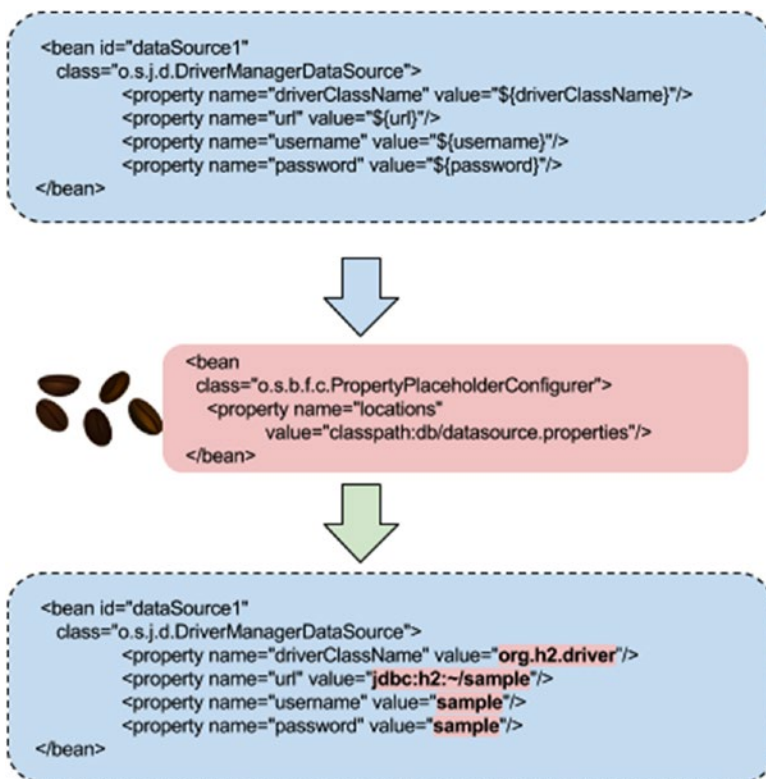 <bean id="dataSource1"
class="o.s.j.d.DriverManagerDataSource">
<property name="driverClassName" value="${driverClassName}"/>
<property name="url" value="${url}"/>
<property name="username" value="${username}"/>
<property name="password" value="${password}"/>
</bean>
<bean
class="o.s.b.f.c.PropertyPlaceholderConfigurer">
<property name="locations"
value="classpath:db/datasource.properties"/>
</bean>
<bean id="dataSource1"
class="o.s.j.d.DriverManagerDataSource">
<property name="driverClassName" value="org.h2.driver"/>
<property name="url" value="jdbc:h2:~/sample"/>
<property name="username" value="sample"/>
<property name="password" value="sample"/>
</bean>